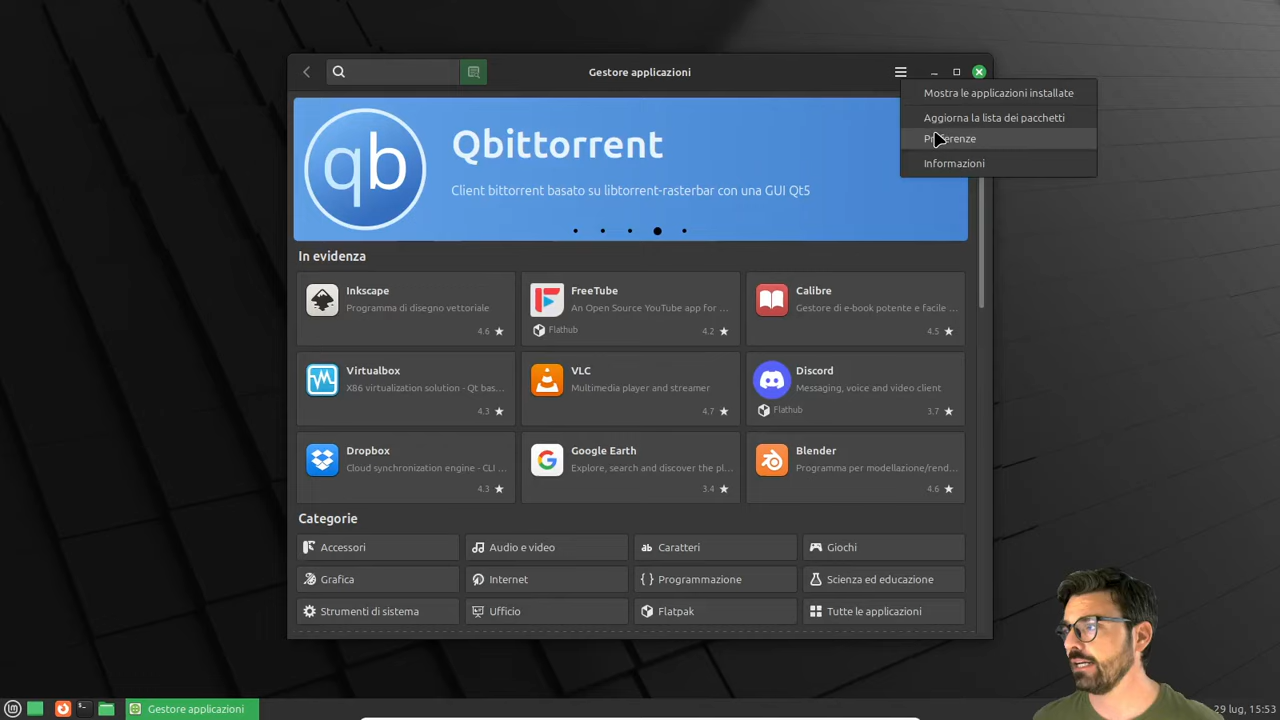 Gestore applicazioni
Mostra le applicazioni installate
Aggiorna la lista dei pacchetti
Preferenze
Informazioni
qb
Qbittorrent
Client bittorrent basato su libtorrent-rasterbar con una GUI Qt5
In evidenza
Inkscape
Programma di disegno vettoriale
4.6 ★
FreeTube
An Open Source YouTube app for ...
Flathub
4.2 ★
Calibre
Gestore di e-book potente e facile ...
4.5 ★
Virtualbox
X86 virtualization solution - Qt bas...
4.3 ★
VLC
Multimedia player and streamer
4.7 ★
Discord
Messaging, voice and video client
Flathub
3.7 ★
Dropbox
Cloud synchronization engine - CLI ...
4.3 ★
Google Earth
Explore, search and discover the pl...
3.4 ★
Blender
Programma per modellazione/rend...
4.6 ★
Categorie
Accessori
Audio e video
Caratteri
Giochi
Grafica
Internet
Programmazione
Scienza ed educazione
Strumenti di sistema
Ufficio
Flatpak
Tutte le applicazioni
Gestore applicazioni
29 lug, 15:53